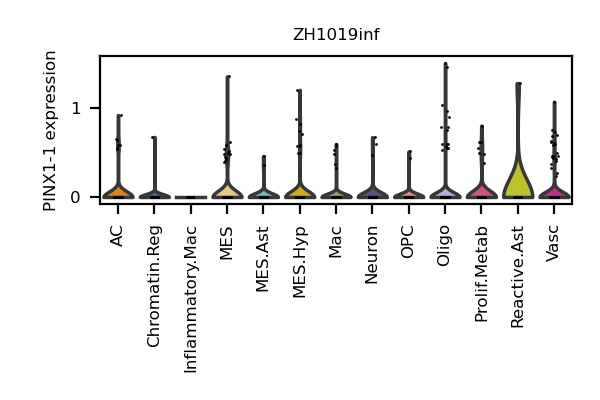 ZH1019inf
PINX1-1 expression
1
0
AC
Chromatin.Reg
Inflammatory.Mac
MES
MES.Ast
MES.Hyp
Mac
Neuron
OPC
Oligo
Prolif.Metab
Reactive.Ast
Vasc